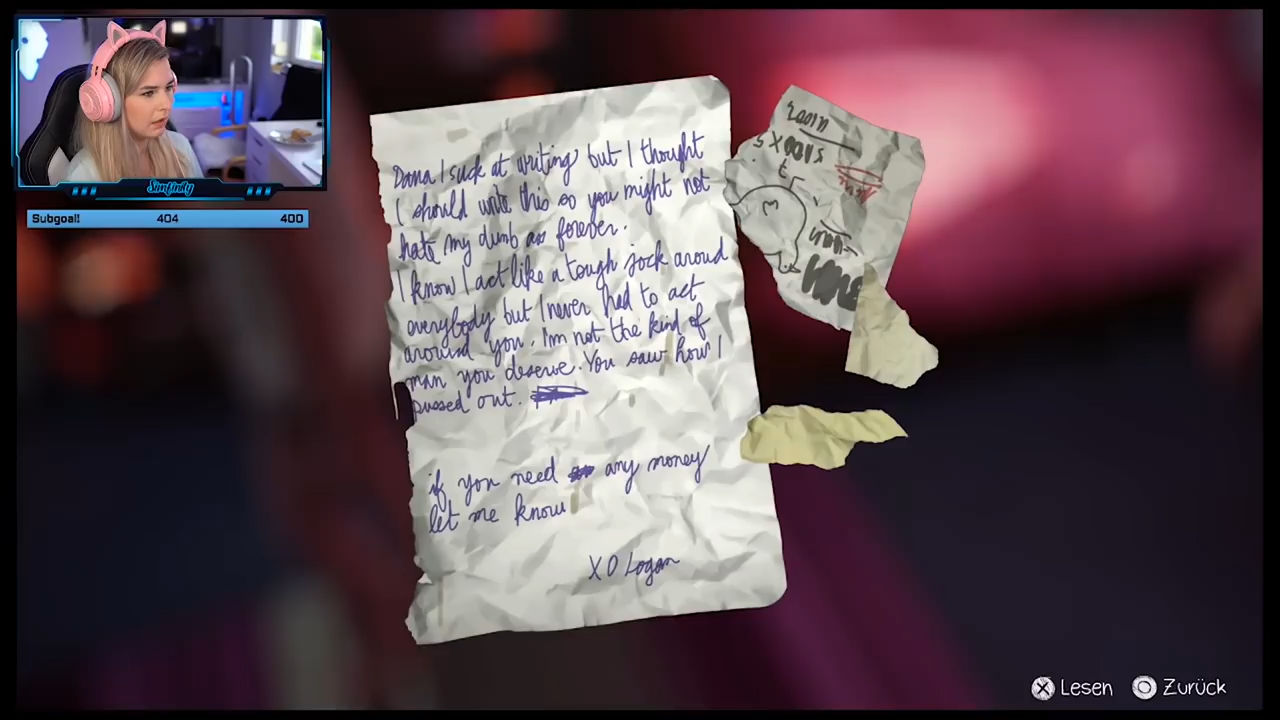 Simfinity
Subgoal! 404 400
Dana I suck at writing but I thought
I should write this so you might not
hate my dumb ass forever.
I know I act like a tough jock aroud
everybody but I never had to act
around you. I'm not the kind of
man you deserve. You saw how I
pussed out.
if you need any money
let me know
XO Logan
Lesen
Zurück